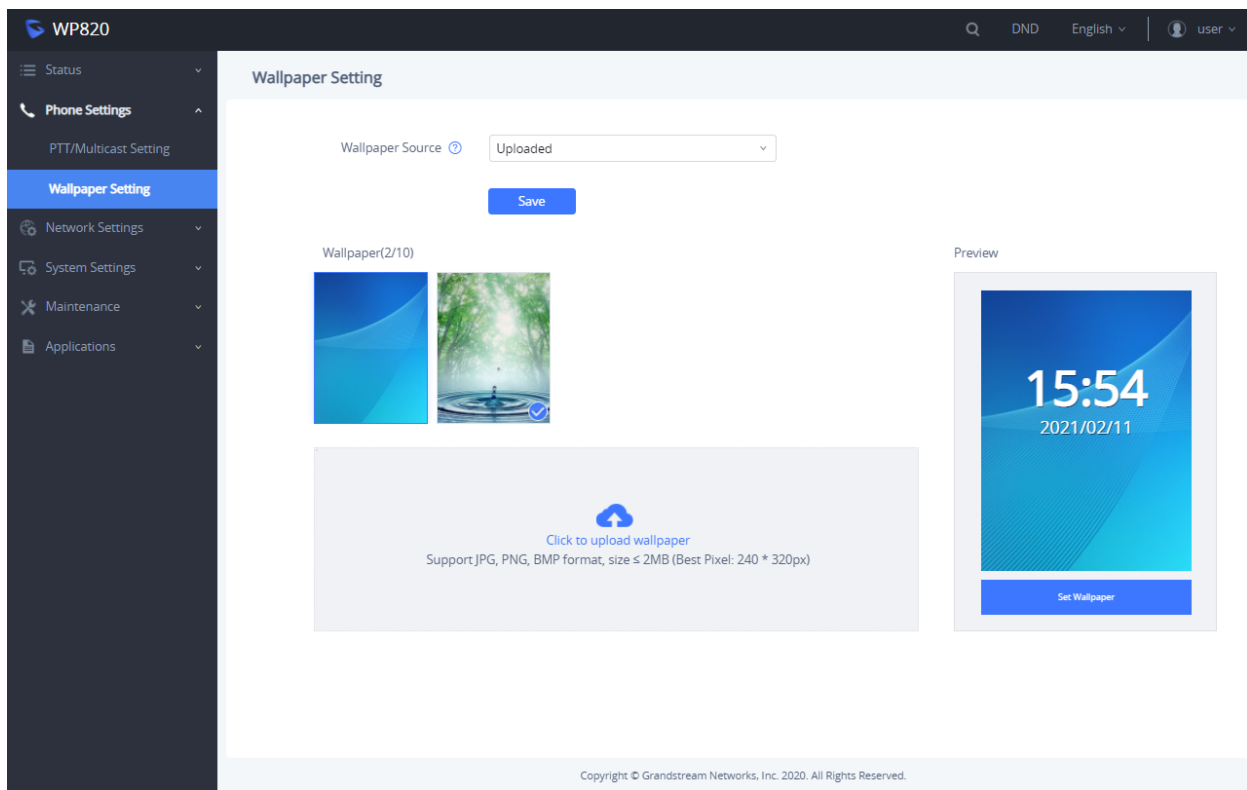 WP820
DND English user
Status
Phone Settings
PTT/Multicast Setting
Wallpaper Setting
Network Settings
System Settings
Maintenance
Applications
Wallpaper Setting
Wallpaper Source ? Uploaded
Save
Wallpaper(2/10)
Click to upload wallpaper
Support JPG, PNG, BMP format, size ≤ 2MB (Best Pixel: 240 * 320px)
Preview
15:54
2021/02/11
Set Wallpaper
Copyright © Grandstream Networks, Inc. 2020. All Rights Reserved.